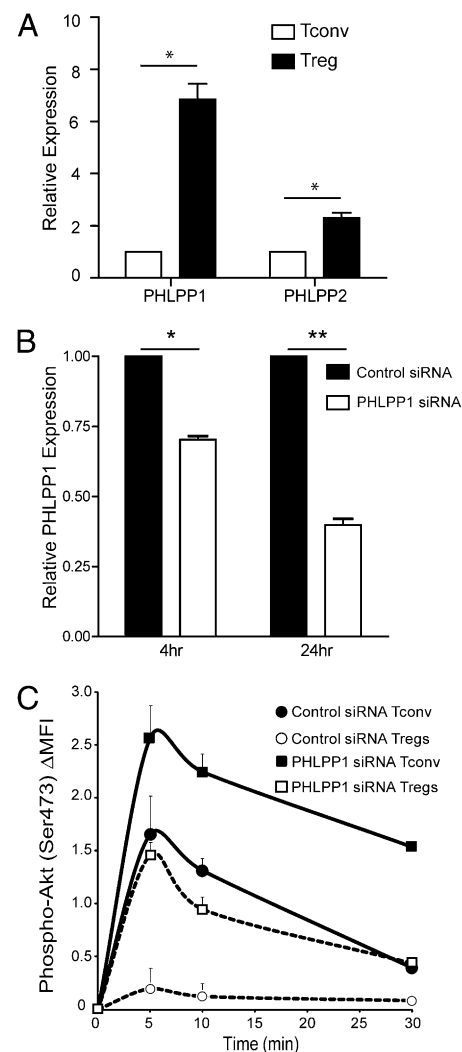 A
Relative Expression
10
8
6
4
2
0
Tconv
Treg
*
*
PHLPP1
PHLPP2
B
Relative PHLPP1 Expression
1.00
0.75
0.50
0.25
0.00
*
**
Control siRNA
PHLPP1 siRNA
4hr
24hr
C
Phospho-Akt (Ser473) ΔMFI
3.0
2.5
2.0
1.5
1.0
0.5
0
Control siRNA Tconv
Control siRNA Tregs
PHLPP1 siRNA Tconv
PHLPP1 siRNA Tregs
0 5 10 20 30
Time (min)